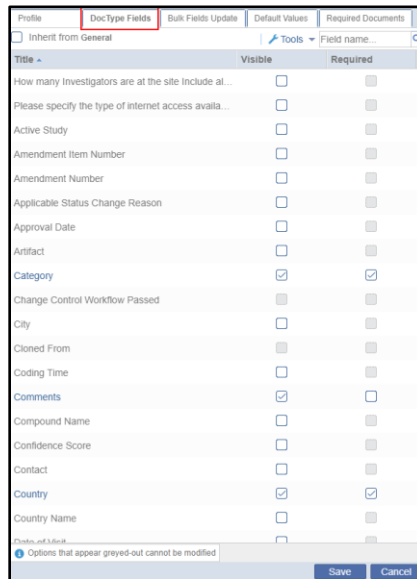 Profile DocType Fields Bulk Fields Update Default Values Required Documents
Inherit from General Tools Field name...
Title Visible Required
How many Investigators are at the site Include al...
Please specify the type of internet access availa...
Active Study
Amendment Item Number
Amendment Number
Applicable Status Change Reason
Approval Date
Artifact
Category
Change Control Workflow Passed
City
Cloned From
Coding Time
Comments
Compound Name
Confidence Score
Contact
Country
Country Name
Date of Visit
Options that appear greyed-out cannot be modified
Save Cancel